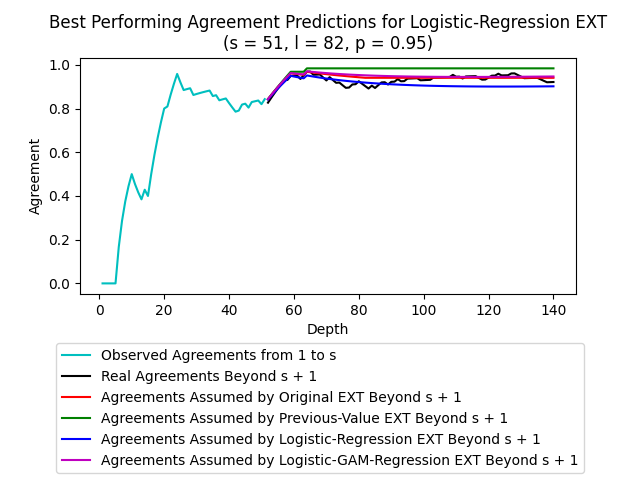 Best Performing Agreement Predictions for Logistic-Regression EXT
(s = 51, l = 82, p = 0.95)
1.0
0.8
0.6
0.4
0.2
0.0
Agreement
0 20 40 60 80 100 120 140
Depth
Observed Agreements from 1 to s
Real Agreements Beyond s + 1
Agreements Assumed by Original EXT Beyond s + 1
Agreements Assumed by Previous-Value EXT Beyond s + 1
Agreements Assumed by Logistic-Regression EXT Beyond s + 1
Agreements Assumed by Logistic-GAM-Regression EXT Beyond s + 1